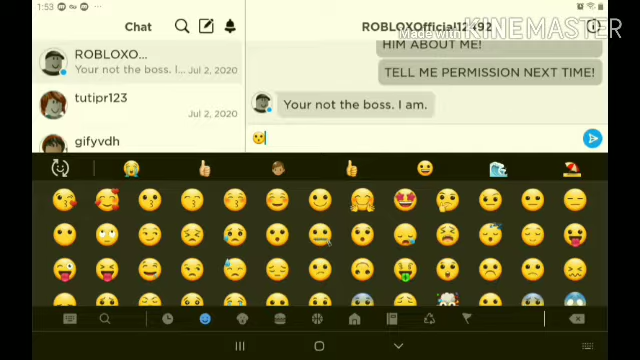 1:53
Chat
ROBLOXOfficial12492
Made with KINEMASTER
HIM ABOUT ME!
ROBLOXO...
Your not the boss. I...
Jul 2, 2020
TELL ME PERMISSION NEXT TIME!
tutipr123
Jul 2, 2020
Your not the boss. I am.
gifyvdh